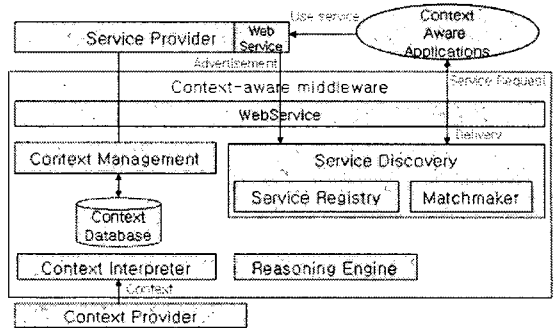 Service Provider
Web
Service
Use service
Context
Aware
Applications
Advertisement
Service Request
Context-aware middleware
WebService
Delivery
Context Management
Service Discovery
Service Registry
Matchmaker
Context
Database
Context Interpreter
Reasoning Engine
Context
Context Provider